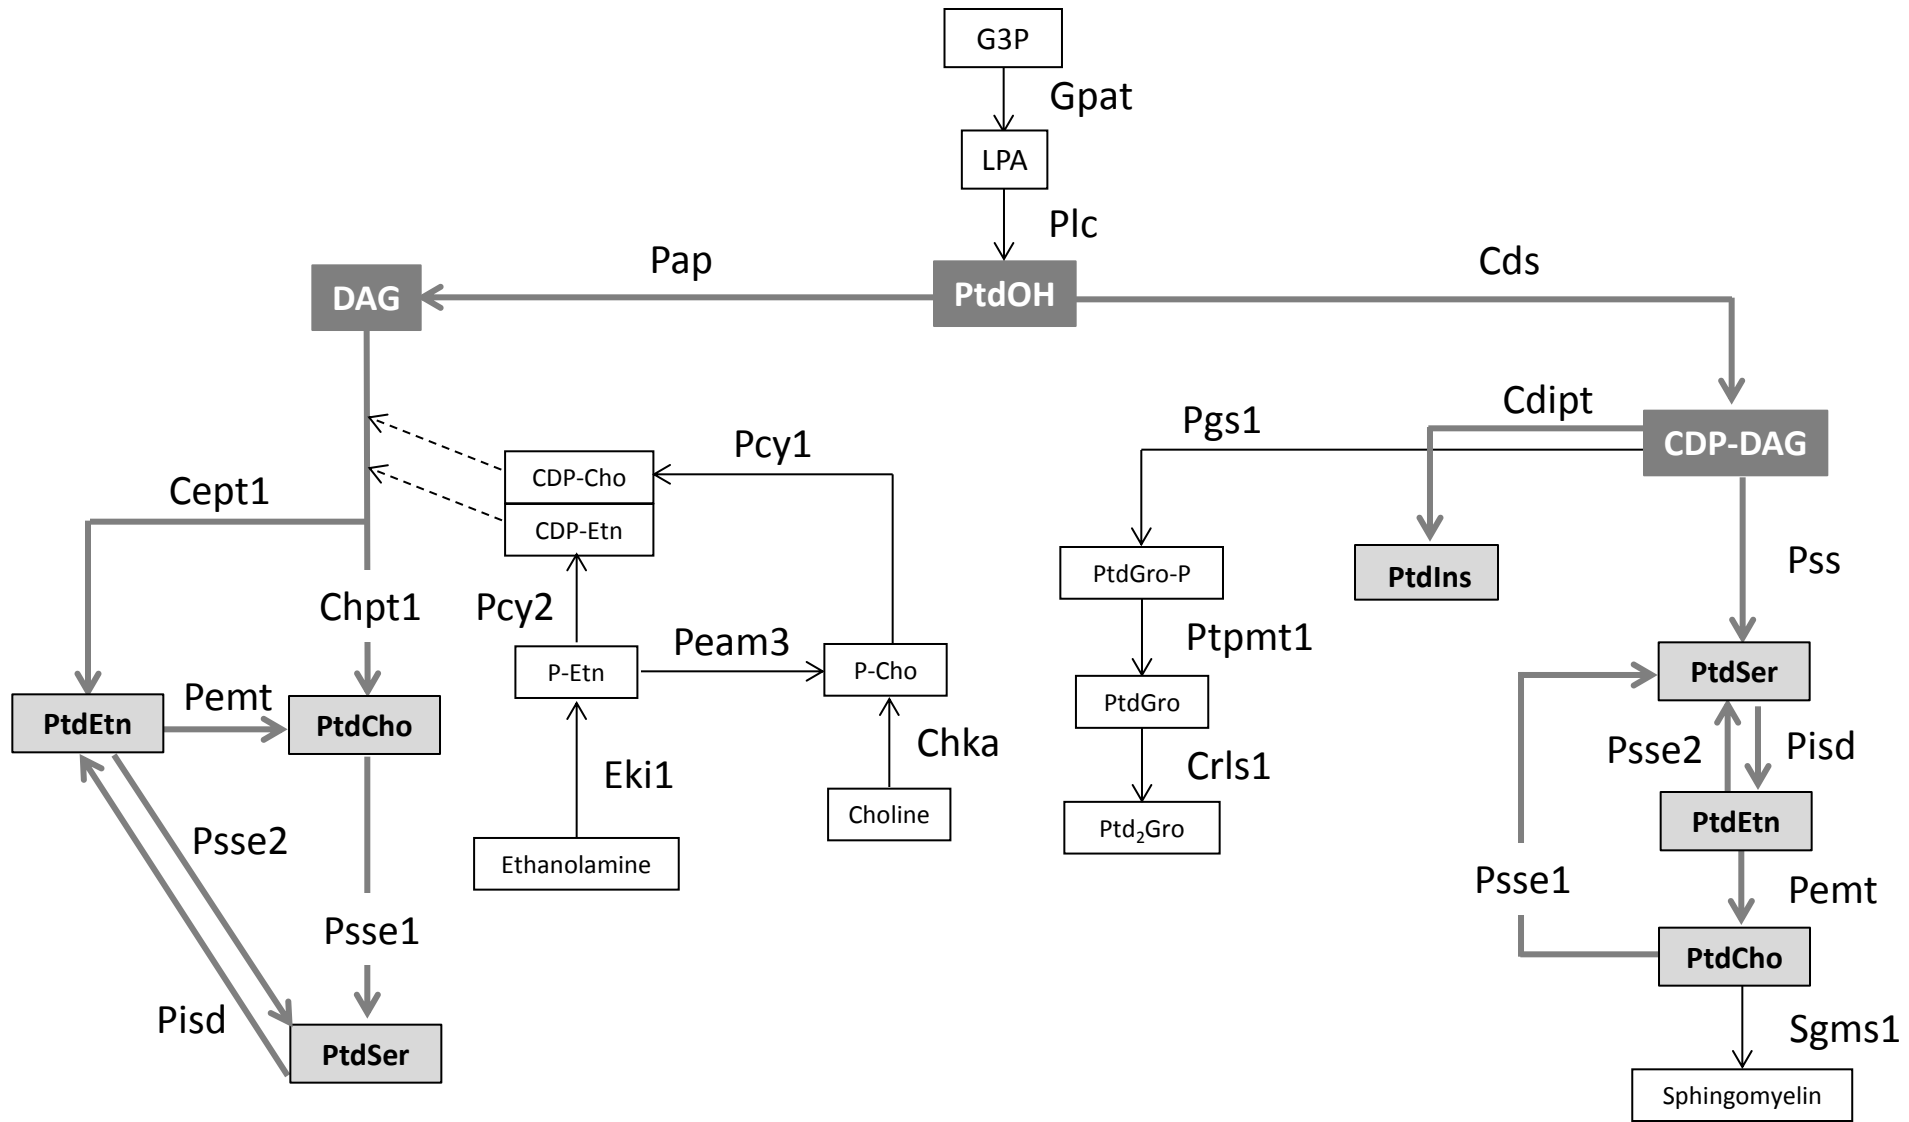 G3P
Gpat
LPA
Plc
Pap
Cds
DAG
PtdOH
Cdipt
Pgs1
CDP-DAG
Pcy1
CDP-Cho
Cept1
CDP-Etn
PtdGro-P
PtdIns
Pss
Chpt1
Pcy2
Peam3
Ptpmt1
P-Etn
P-Cho
PtdSer
Pemt
PtdGro
PtdEtn
PtdCho
Chka
Psse2
Pisd
Eki1
Crls1
Choline
Ptd₂Gro
PtdEtn
Psse2
Ethanolamine
Psse1
Pemt
Psse1
PtdCho
Pisd
Sgms1
PtdSer
Sphingomyelin